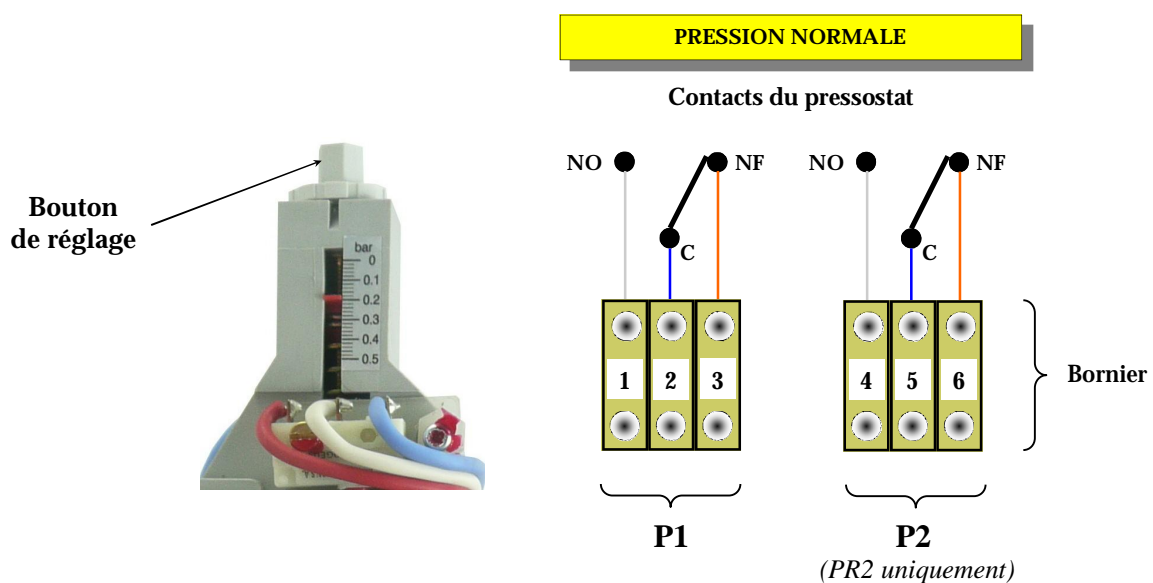 PRESSION NORMALE
Contacts du pressostat
NO
NF
NO
NF
Bouton
de réglage
C
C
bar
0
0.1
0.2
0.3
0.4
0.5
1
2
3
4
5
6
Bornier
P1
P2
(PR2 uniquement)